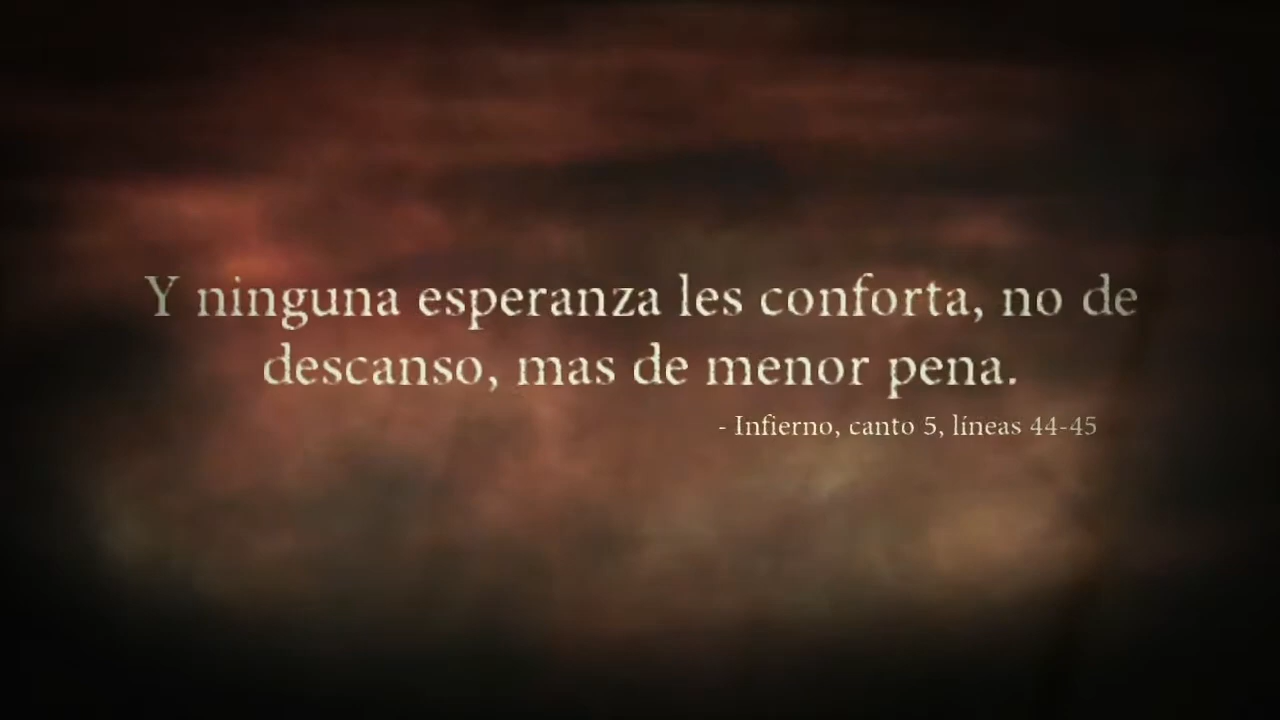 Y ninguna esperanza les conforta, no de
descanso, mas de menor pena.
- Infierno, canto 5, líneas 44-45